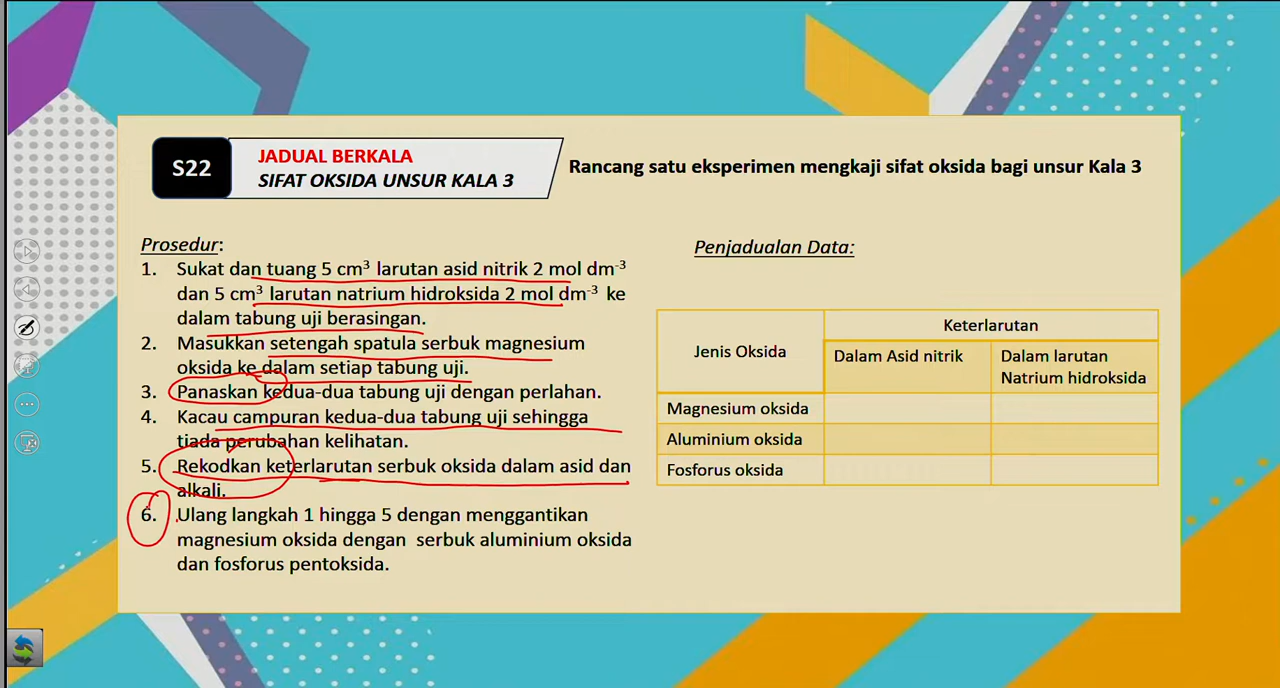 S22
JADUAL BERKALA
SIFAT OKSIDA UNSUR KALA 3
Rancang satu eksperimen mengkaji sifat oksida bagi unsur Kala 3
Prosedur:
1. Sukat dan tuang 5 cm³ larutan asid nitrik 2 mol dm⁻³
dan 5 cm³ larutan natrium hidroksida 2 mol dm⁻³ ke
dalam tabung uji berasingan.
2. Masukkan setengah spatula serbuk magnesium
oksida ke dalam setiap tabung uji.
3. Panaskan kedua-dua tabung uji dengan perlahan.
4. Kacau campuran kedua-dua tabung uji sehingga
tiada perubahan kelihatan.
5. Rekodkan keterlarutan serbuk oksida dalam asid dan
alkali.
6. Ulang langkah 1 hingga 5 dengan menggantikan
magnesium oksida dengan serbuk aluminium oksida
dan fosforus pentoksida.
Penjadualan Data:
Jenis Oksida
Keterlarutan
Dalam Asid nitrik
Dalam larutan
Natrium hidroksida
Magnesium oksida
Aluminium oksida
Fosforus oksida